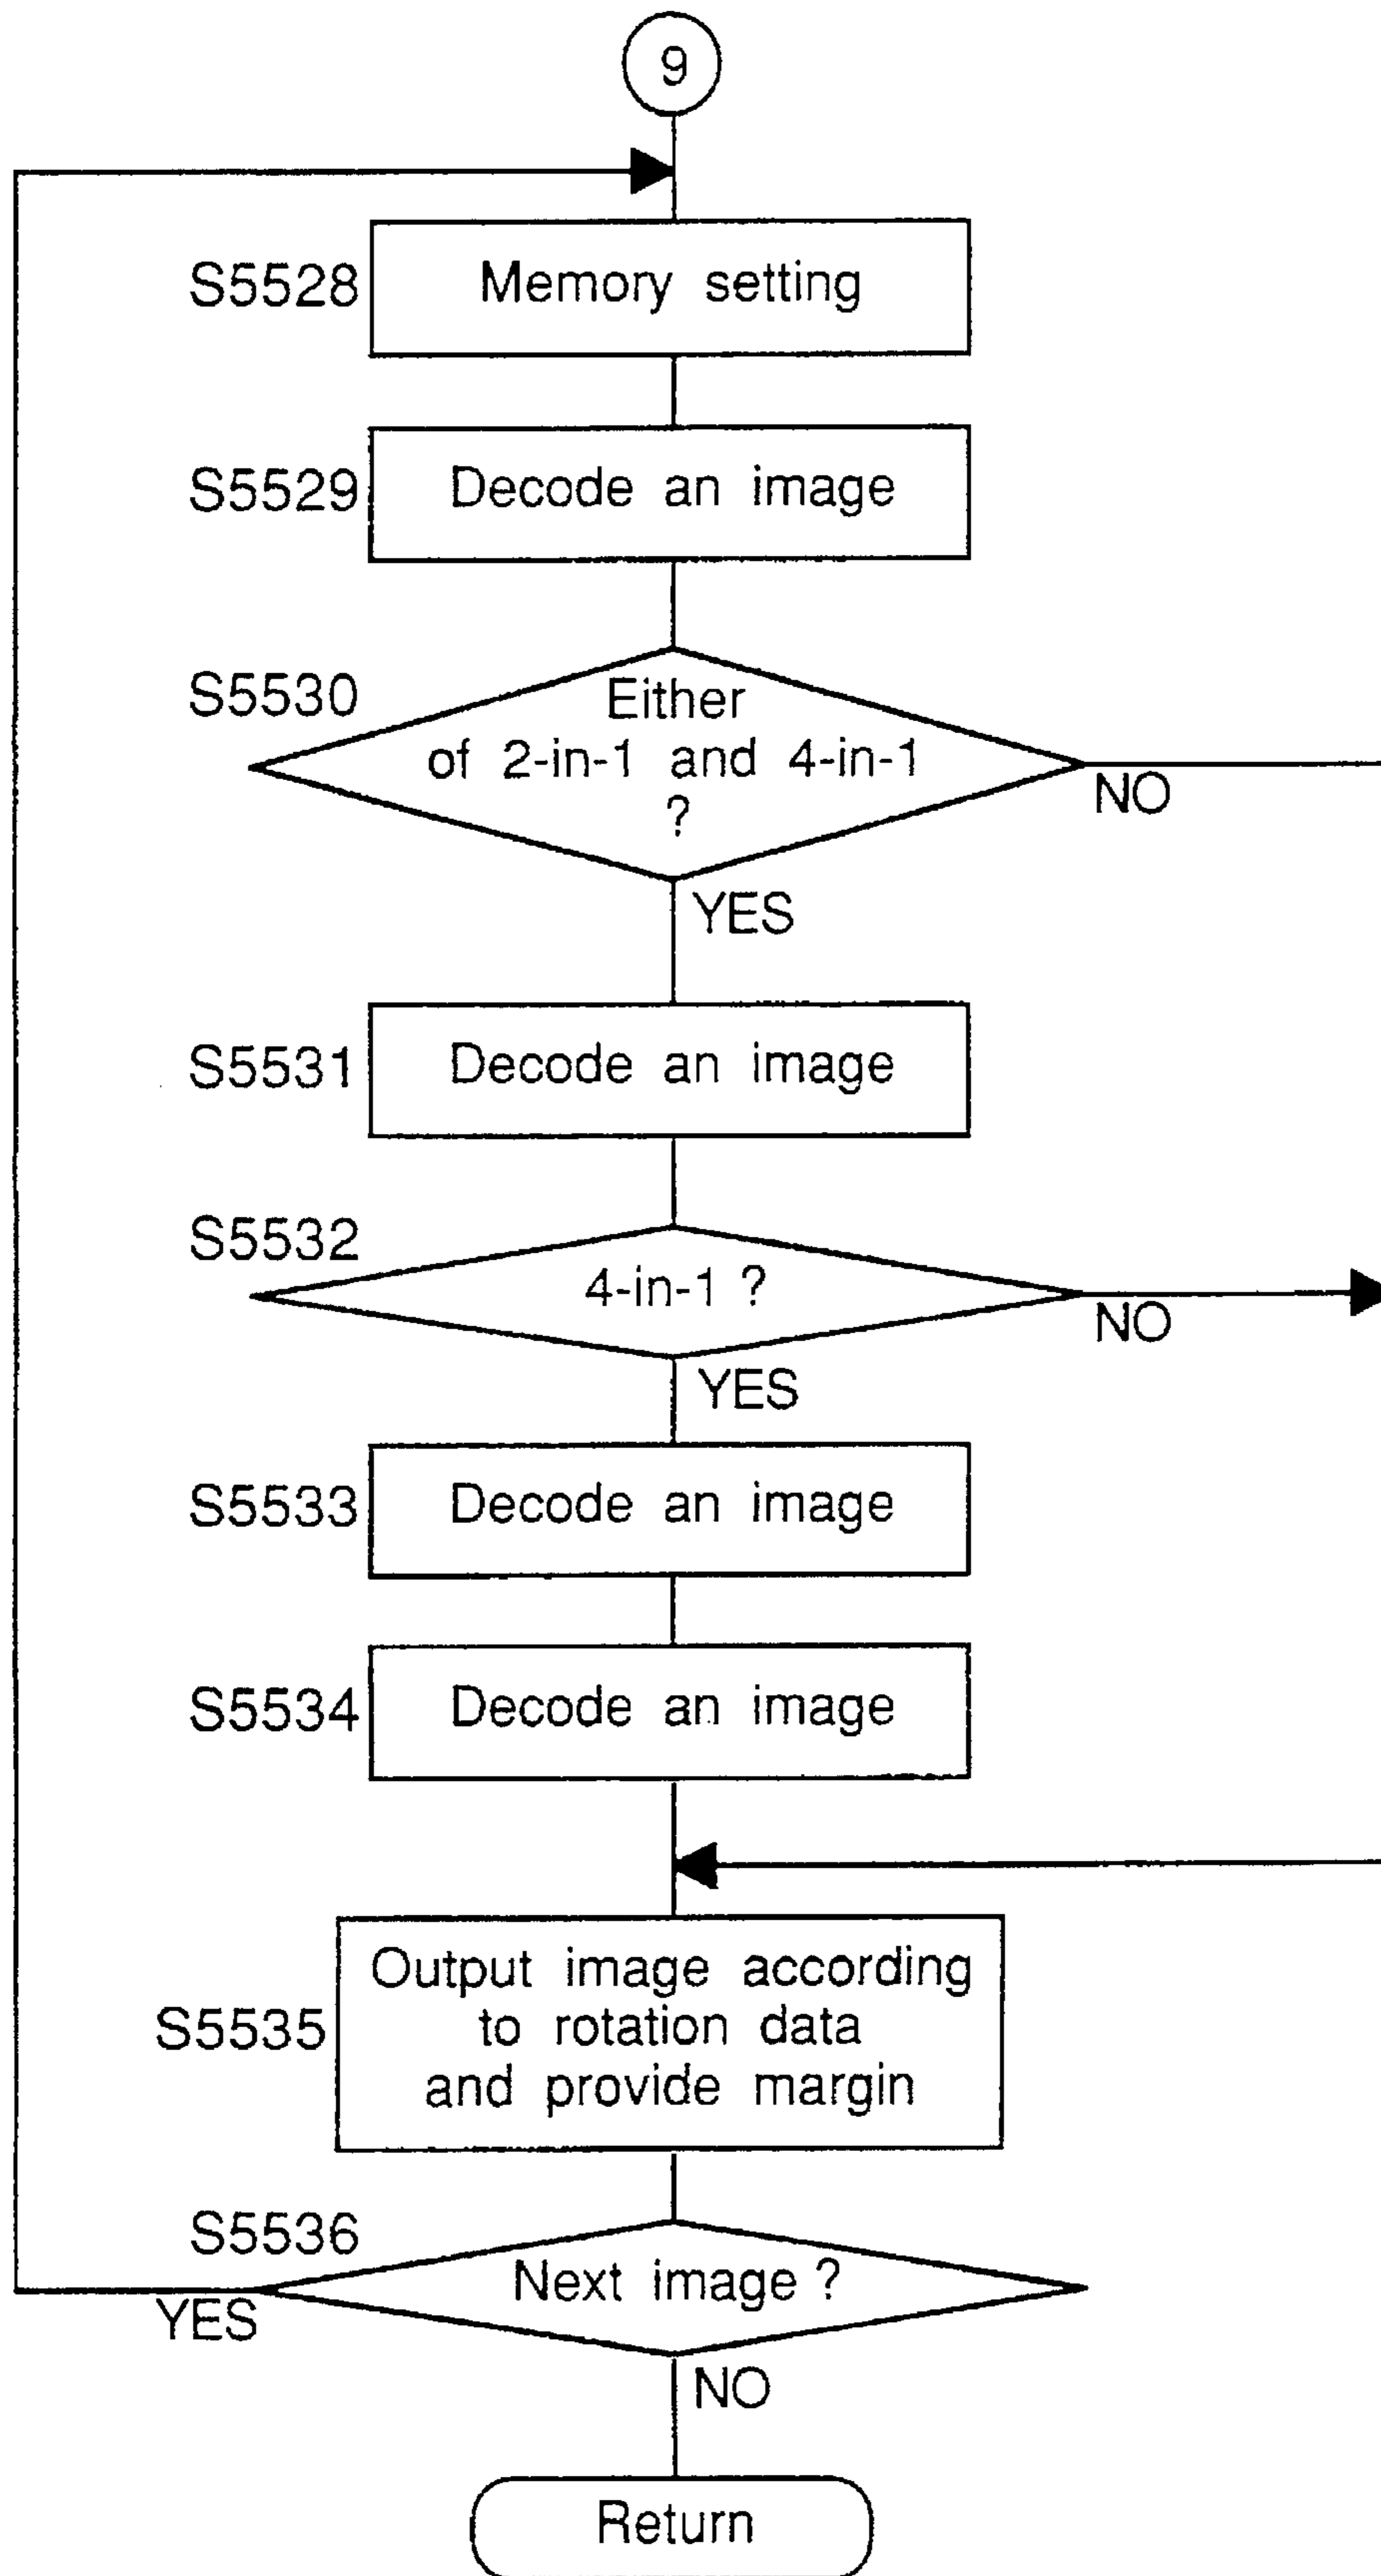 9
S5528
Memory setting
S5529
Decode an image
S5530
Either
of 2-in-1 and 4-in-1
?
NO
YES
S5531
Decode an image
S5532
4-in-1 ?
NO
YES
S5533
Decode an image
S5534
Decode an image
S5535
Output image according
to rotation data
and provide margin
S5536
Next image ?
YES
NO
Return